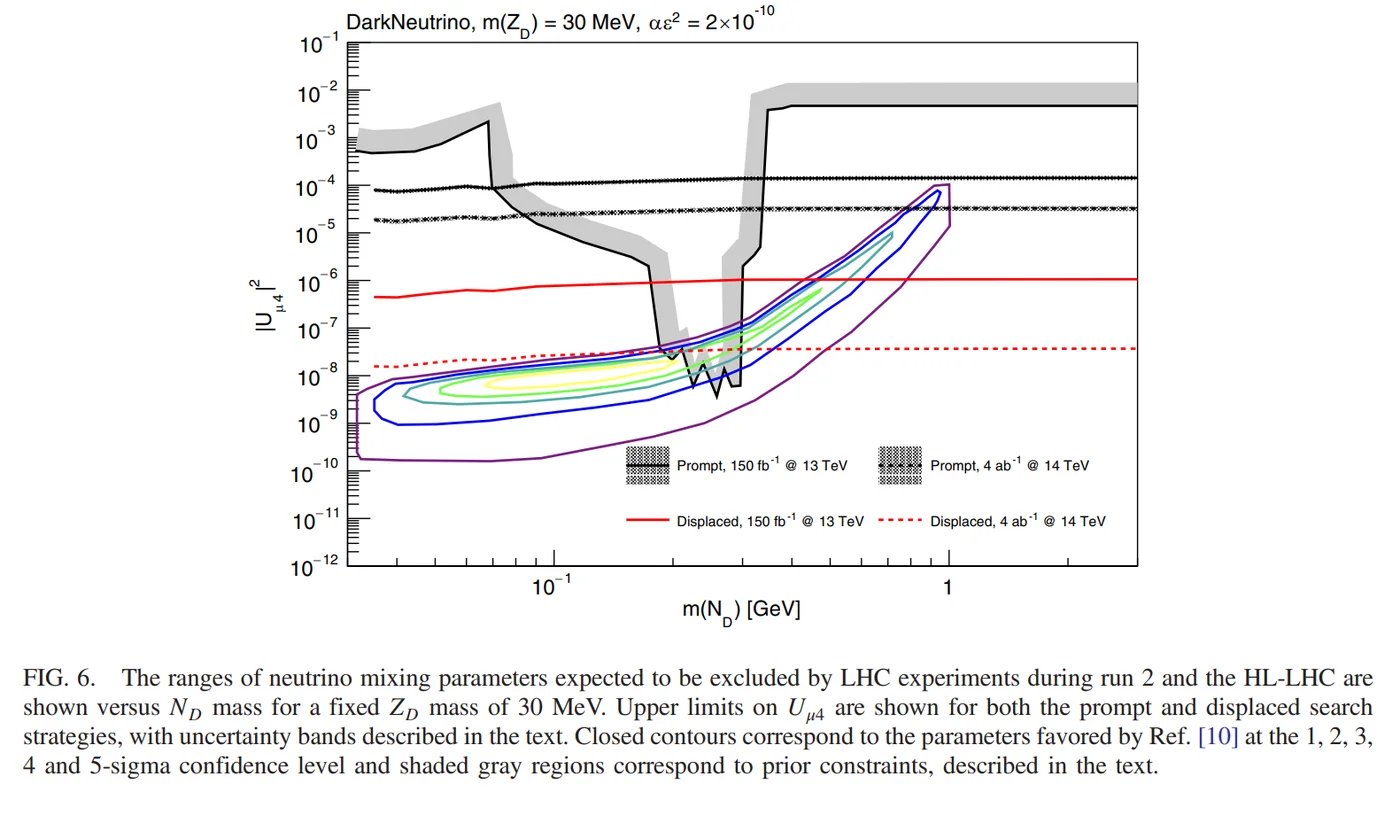 DarkNeutrino, m(Z_D) = 30 MeV, αε² = 2×10⁻¹⁰
10⁻¹
10⁻²
10⁻³
10⁻⁴
10⁻⁵
10⁻⁶
10⁻⁷
10⁻⁸
10⁻⁹
10⁻¹⁰
10⁻¹¹
10⁻¹²
|U_μ4|²
Prompt, 150 fb⁻¹ @ 13 TeV
Prompt, 4 ab⁻¹ @ 14 TeV
Displaced, 150 fb⁻¹ @ 13 TeV
Displaced, 4 ab⁻¹ @ 14 TeV
10⁻¹
1
m(N_D) [GeV]
FIG. 6. The ranges of neutrino mixing parameters expected to be excluded by LHC experiments during run 2 and the HL-LHC are
shown versus N_D mass for a fixed Z_D mass of 30 MeV. Upper limits on U_μ4 are shown for both the prompt and displaced search
strategies, with uncertainty bands described in the text. Closed contours correspond to the parameters favored by Ref. [10] at the 1, 2, 3,
4 and 5-sigma confidence level and shaded gray regions correspond to prior constraints, described in the text.